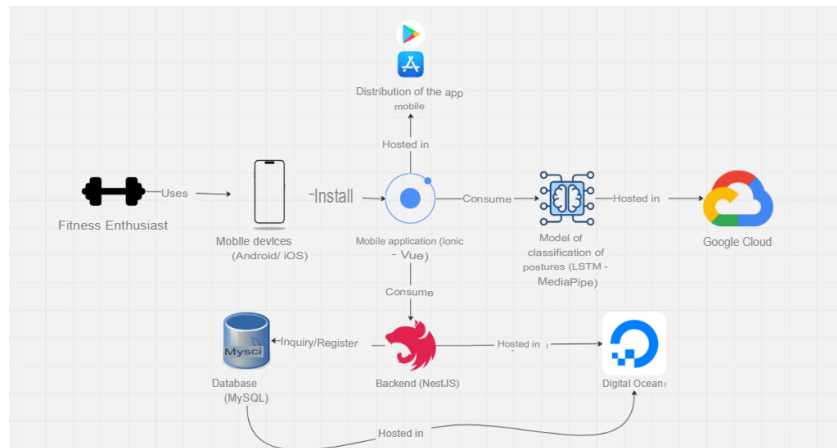 Distribution of the app
mobile
Hosted in
Uses
-Install
Consume
Hosted in
Fitness Enthusiast
Mobile devices
(Android/ iOS)
Mobile application (Ionic
- Vue)
Model of
classification of
postures (LSTM -
MediaPipe)
Google Cloud
Consume
Mysci
Inquiry/Register
Hosted in
Database
(MySQL)
Backend (NestJS)
Digital Ocean
Hosted in